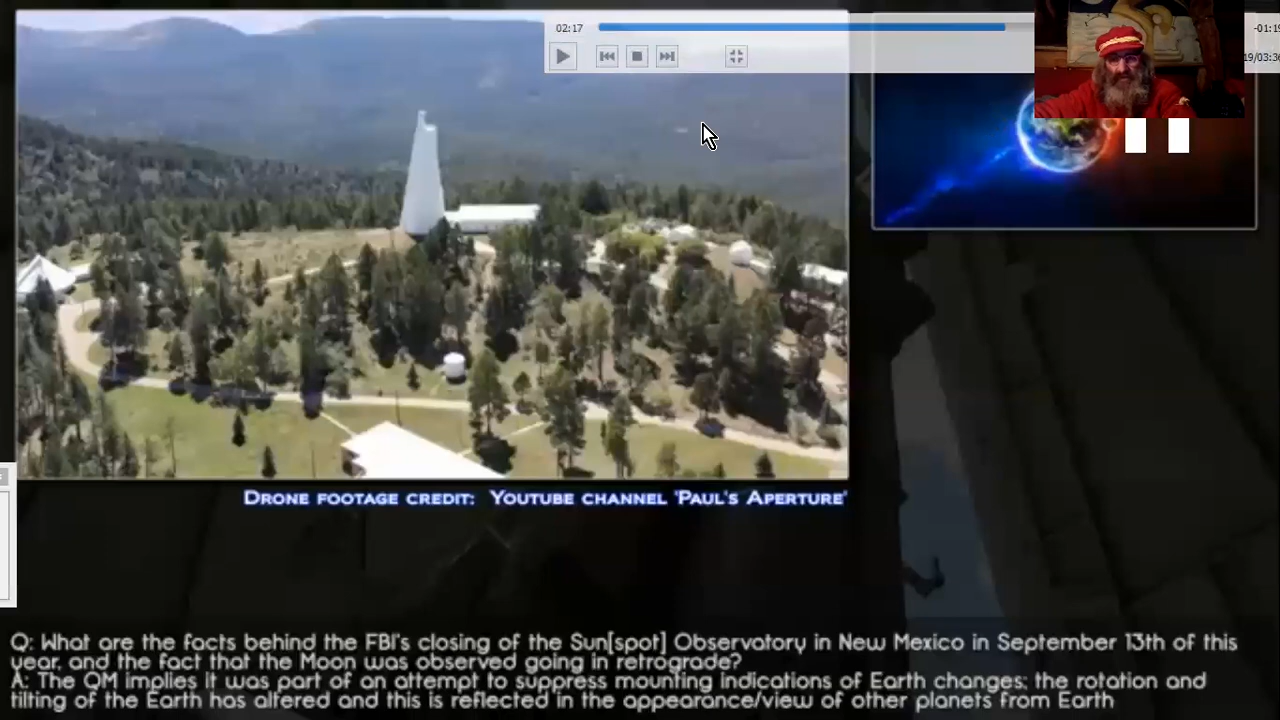 02:17
-01:19
19/03:36
Drone footage credit: Youtube channel 'Paul's Aperture'
Q: What are the facts behind the FBI's closing of the Sun[spot] Observatory in New Mexico in September 13th of this
year, and the fact that the Moon was observed going in retrograde?
A: The QM implies it was part of an attempt to suppress mounting indications of Earth changes; the rotation and
tilting of the Earth has altered and this is reflected in the appearance/view of other planets from Earth